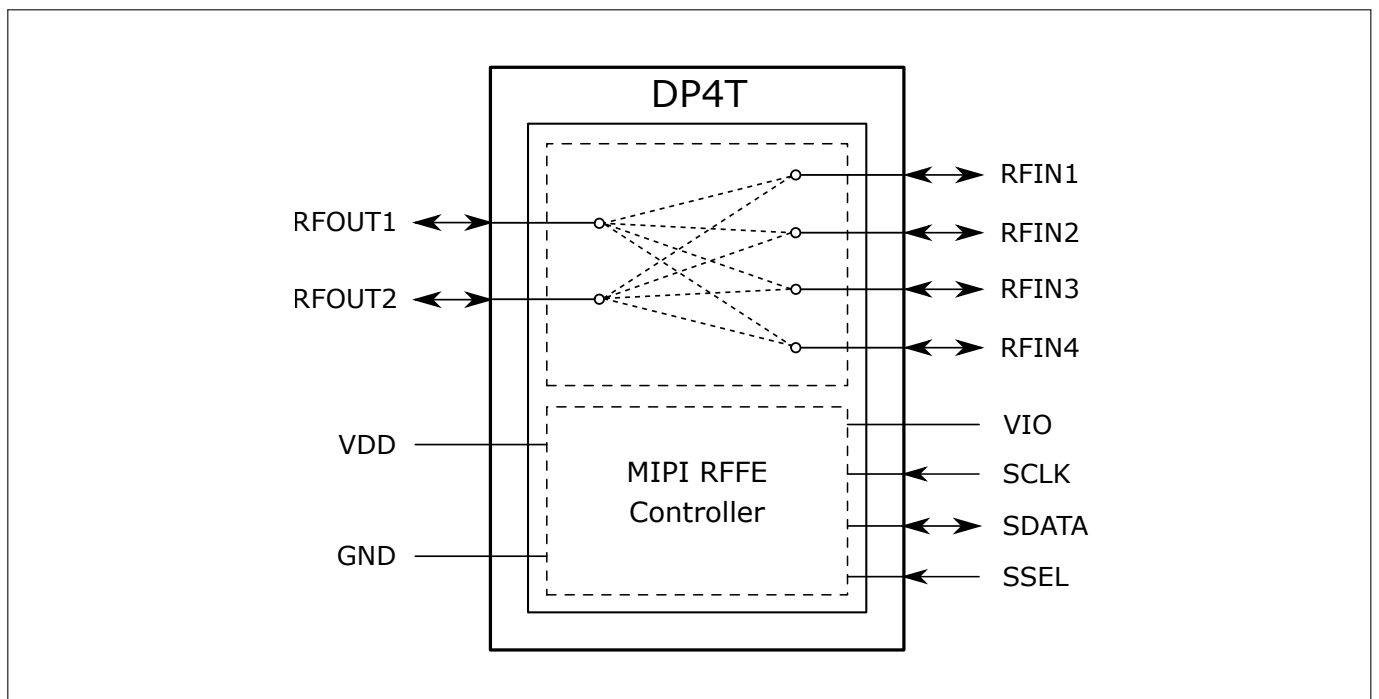 DP4T
RFOUT1
RFOUT2
RFIN1
RFIN2
RFIN3
RFIN4
VDD
GND
MIPI RFFE
Controller
VIO
SCLK
SDATA
SSEL